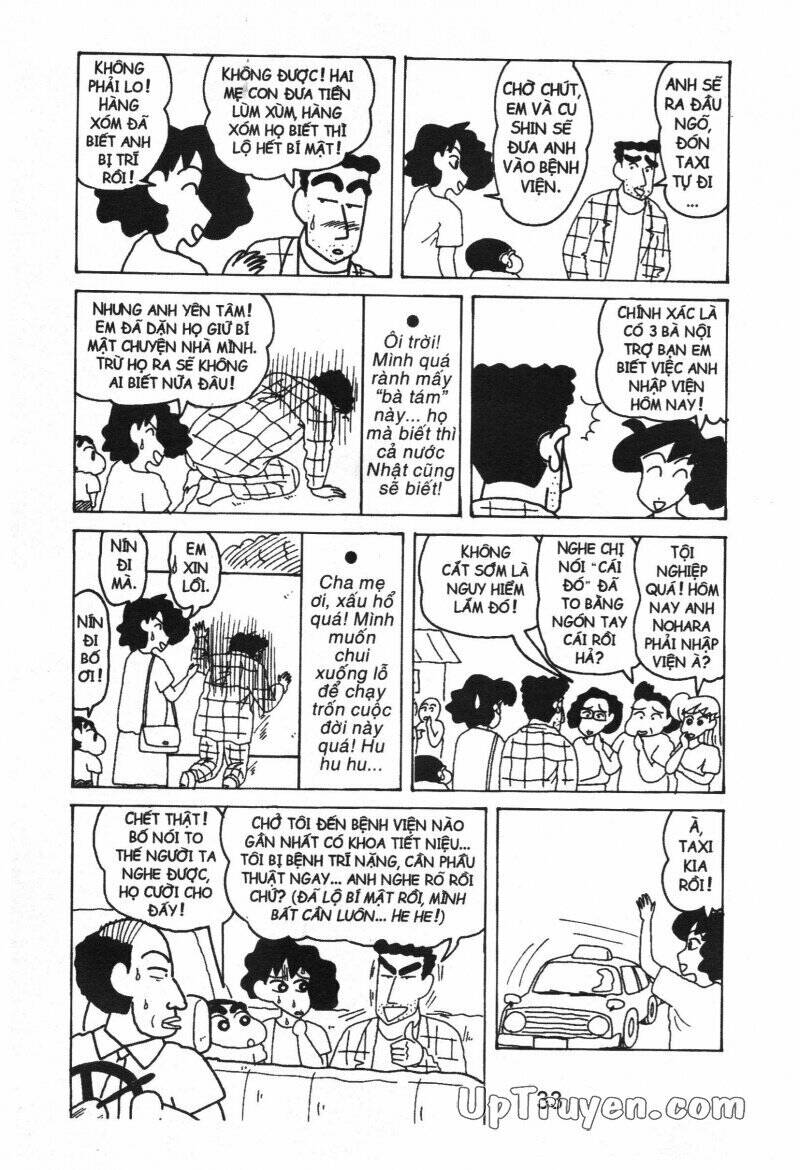 ANH SẼ
RA ĐẦU
NGÕ,
ĐÓN
TAXI
TỰ ĐI
...
CHỜ CHÚT,
EM VÀ CU
SHIN SẼ
ĐƯA ANH
VÀO BỆNH
VIỆN.
KHÔNG ĐƯỢC! HAI
MẸ CON ĐƯA TIỄN
LÙM XÙM, HÀNG
XÓM HỌ BIẾT THÌ
LỘ HẾT BÍ MẬT!
KHÔNG
PHẢI LO!
HÀNG
XÓM ĐÃ
BIẾT ANH
BỊ TRĨ
RỒI!
CHÍNH XÁC LÀ
CÓ 3 BÀ NỘI
TRỢ BẠN EM
BIẾT VIỆC ANH
NHẬP VIỆN
HÔM NAY!
Ôi trời!
Mình quá
rành mấy
“bà tám”
này... họ
mà biết thì
cả nước
Nhật cũng
sẽ biết!
NHƯNG ANH YÊN TÂM!
EM ĐÃ DẶN HỌ GIỮ BÍ
MẬT CHUYỆN NHÀ MÌNH.
TRỪ HỌ RA SẼ KHÔNG
AI BIẾT NỮA ĐÂU!
TỘI
NGHIỆP
QUÁ! HÔM
NAY ANH
NOHARA
PHẢI NHẬP
VIỆN À?
NGHE CHỊ
NÓI “CÁI
ĐÓ” ĐÃ
TO BẰNG
NGÓN TAY
CÁI RỒI
HẢ?
KHÔNG
CẮT SỚM LÀ
NGUY HIỂM
LẮM ĐÓ!
Cha mẹ
ơi, xấu hổ
quá! Mình
muốn
chui
xuống lỗ
để chạy
trốn cuộc
đời này
quá! Hu
hu hu...
EM
XIN
LỖI.
NÍN
ĐI
MÀ.
NÍN
ĐI
BỐ
ƠI!
À,
TAXI
KIA
RỒI!
CHỞ TÔI ĐẾN BỆNH VIỆN NÀO
GẦN NHẤT CÓ KHOA TIẾT NIỆU...
TÔI BỊ BỆNH TRĨ NẶNG, CẦN PHẪU
THUẬT NGAY... ANH NGHE RÕ RỒI
CHỨ? (ĐÃ LỘ BÍ MẬT RỒI, MÌNH
BẤT CẦN LUÔN... HE HE!)
CHẾT THẬT!
BỐ NÓI TO
THẾ NGƯỜI TA
NGHE ĐƯỢC,
HỌ CƯỜI CHO
ĐẤY!
33
UpTruyen.com